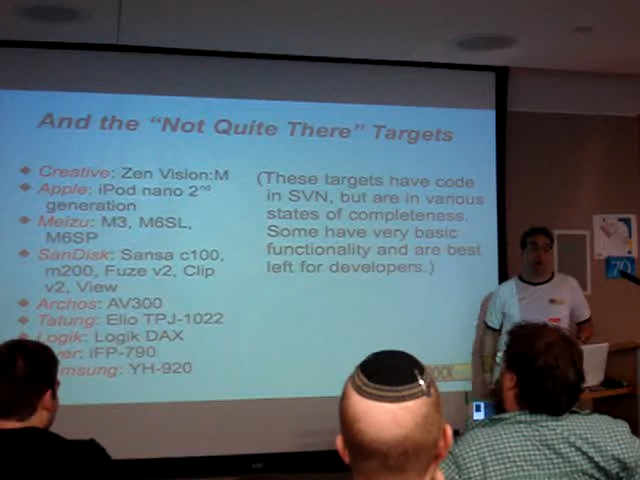 And the “Not Quite There” Targets
❖ Creative: Zen Vision:M
❖ Apple: iPod nano 2nd
generation
❖ Meizu: M3, M6SL,
M6SP
❖ SanDisk: Sansa c100,
m200, Fuze v2, Clip
v2, View
❖ Archos: AV300
❖ Tatung: Elio TPJ-1022
❖ Logik: Logik DAX
ver: iFP-790
msung: YH-920
(These targets have code
in SVN, but are in various
states of completeness.
Some have very basic
functionality and are best
left for developers.)
70